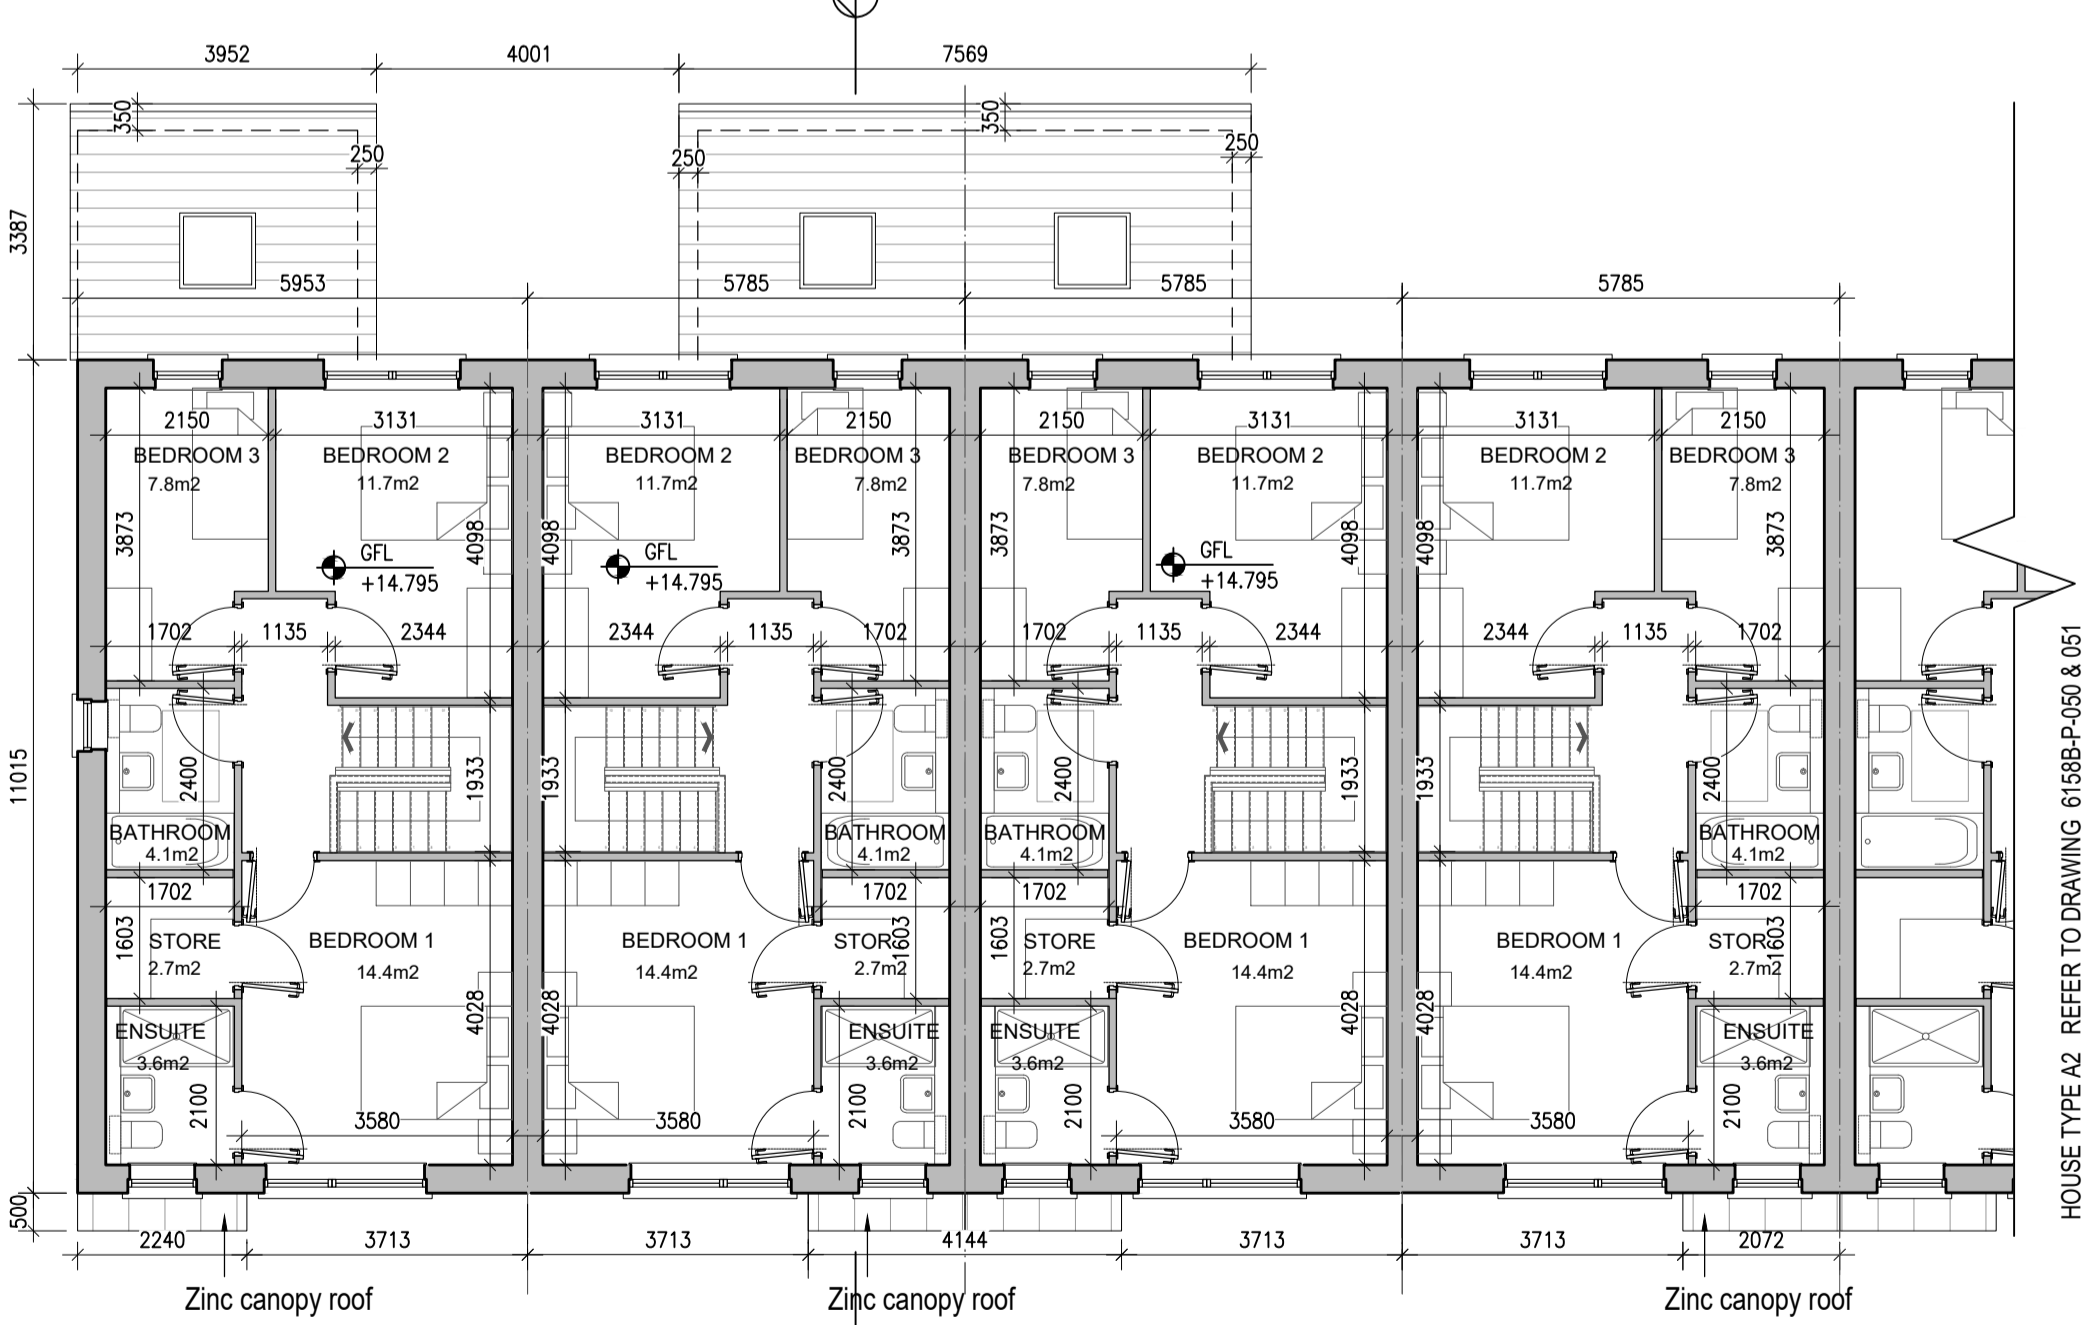 3952 4001 7569
350 350
250 250 250
3387
5953 5785 5785 5785
2150 3131 3131 2150 2150 3131 3131 2150
BEDROOM 3 BEDROOM 2 BEDROOM 2 BEDROOM 3 BEDROOM 3 BEDROOM 2 BEDROOM 2 BEDROOM 3
7.8m2 11.7m2 11.7m2 7.8m2 7.8m2 11.7m2 11.7m2 7.8m2
3873 4098 4098 3873 3873 4098 4098 3873
GFL GFL GFL
+14.795 +14.795 +14.795
1702 1135 2344 2344 1135 1702 1702 1135 2344 2344 1135 1702
11015
2400 1933 1933 2400 2400 1933 1933 2400
BATHROOM BATHROOM BATHROOM BATHROOM
4.1m2 4.1m2 4.1m2 4.1m2
1702 1702 1702 1702
1603 1603 1603 1603
STORE BEDROOM 1 BEDROOM 1 STORE STORE BEDROOM 1 BEDROOM 1 STORE
2.7m2 14.4m2 14.4m2 2.7m2 2.7m2 14.4m2 14.4m2 2.7m2
4028 4028 4028 4028
ENSUITE ENSUITE ENSUITE ENSUITE
3.6m2 3.6m2 3.6m2 3.6m2
2100 2100 2100 2100
3580 3580 3580 3580
500
2240 3713 3713 4144 3713 3713 2072
Zinc canopy roof Zinc canopy roof Zinc canopy roof
HOUSE TYPE A2 REFER TO DRAWING 6158B-P-050 & 051